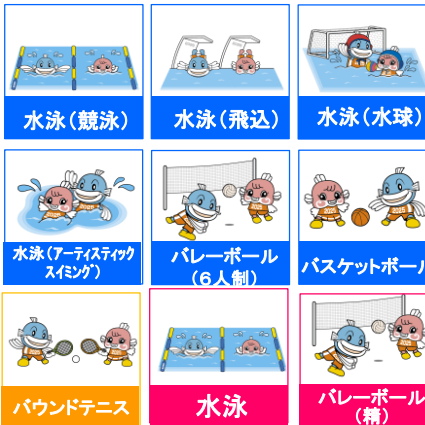 水泳(競泳)
水泳(飛込)
水泳(水球)
水泳(アーティスティック
スイミング)
バレーボール
(6人制)
バスケットボール
バウンドテニス
水泳
バレーボール
(精)